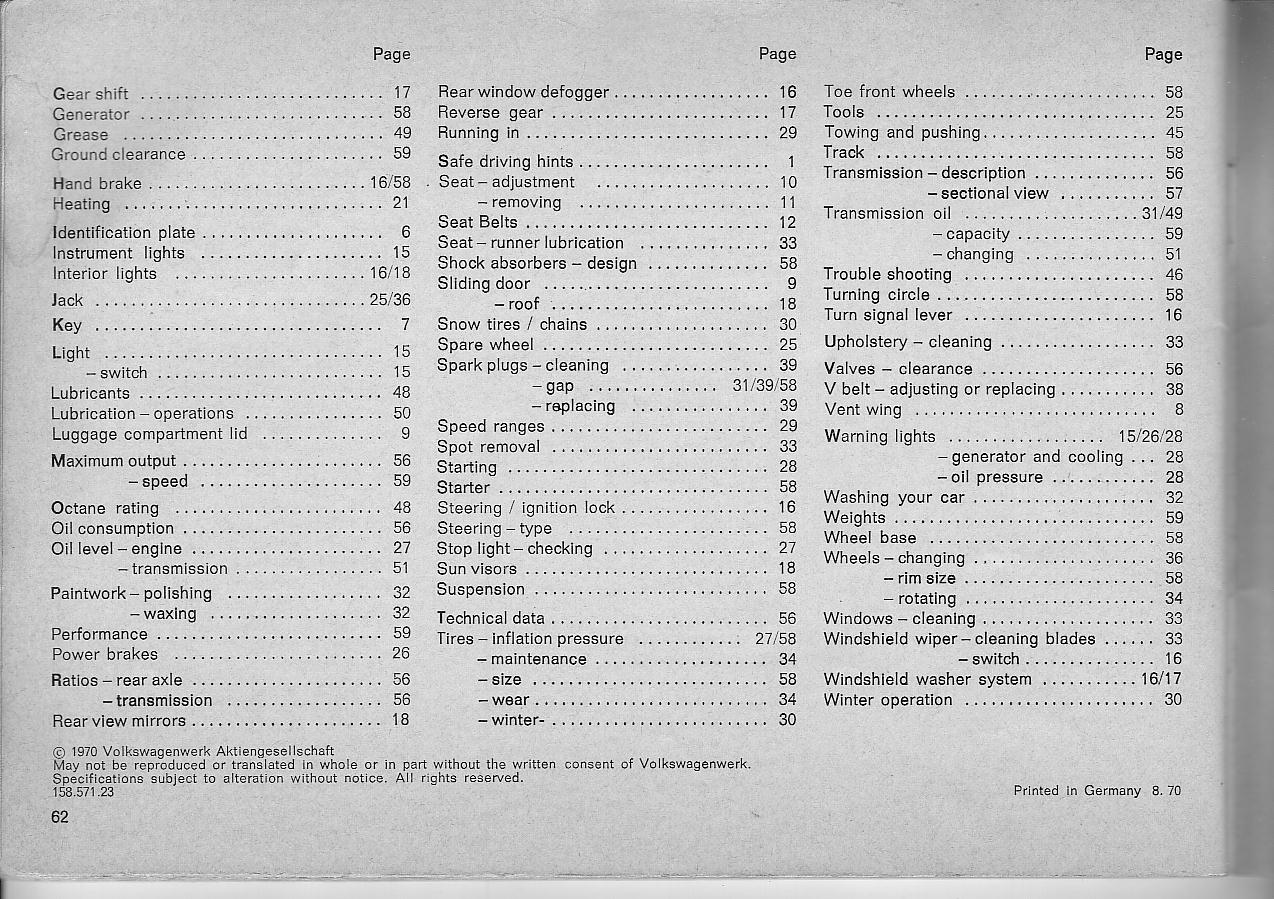 Page
Gear shift ........................... 17
Generator ........................... 58
Grease ............................. 49
Ground clearance ..................... 59
Hand brake ........................ 16/58
Heating ............................. 21
Identification plate ..................... 6
Instrument lights ..................... 15
Interior lights ..................... 16/18
Jack .............................. 25/36
Key ................................ 7
Light ............................... 15
– switch ......................... 15
Lubricants ........................... 48
Lubrication – operations ................ 50
Luggage compartment lid .............. 9
Maximum output ....................... 56
– speed ..................... 59
Octane rating ........................ 48
Oil consumption ....................... 56
Oil level – engine ...................... 27
– transmission ................. 51
Paintwork – polishing .................. 32
– waxing .................... 32
Performance .......................... 59
Power brakes ........................ 26
Ratios – rear axle ...................... 56
– transmission .................. 56
Rear view mirrors ...................... 18
Page
Rear window defogger .................. 16
Reverse gear ......................... 17
Running in ............................ 29
Safe driving hints ...................... 1
Seat – adjustment .................... 10
– removing ...................... 11
Seat Belts ............................ 12
Seat – runner lubrication ............... 33
Shock absorbers – design .............. 58
Sliding door .......................... 9
– roof ......................... 18
Snow tires / chains .................... 30
Spare wheel .......................... 25
Spark plugs – cleaning ................. 39
– gap ............... 31/39/58
– replacing ................ 39
Speed ranges ......................... 29
Spot removal ......................... 33
Starting .............................. 28
Starter ............................... 58
Steering / ignition lock ................. 16
Steering – type ........................ 58
Stop light – checking ................... 27
Sun visors ............................ 18
Suspension ........................... 58
Technical data ......................... 56
Tires – inflation pressure ............ 27/58
– maintenance .................... 34
– size ........................... 58
– wear ........................... 34
– winter- ......................... 30
Page
Toe front wheels ...................... 58
Tools ................................ 25
Towing and pushing .................... 45
Track ................................ 58
Transmission – description .............. 56
– sectional view ........... 57
Transmission oil .................... 31/49
– capacity ................ 59
– changing ............... 51
Trouble shooting ...................... 46
Turning circle ......................... 58
Turn signal lever ...................... 16
Upholstery – cleaning .................. 33
Valves – clearance .................... 56
V belt – adjusting or replacing ........... 38
Vent wing ............................ 8
Warning lights .................. 15/26/28
– generator and cooling ... 28
– oil pressure ............ 28
Washing your car ..................... 32
Weights .............................. 59
Wheel base .......................... 58
Wheels – changing ..................... 36
– rim size ...................... 58
– rotating ...................... 34
Windows – cleaning .................... 33
Windshield wiper – cleaning blades ...... 33
– switch ............... 16
Windshield washer system ........... 16/17
Winter operation ...................... 30
© 1970 Volkswagenwerk Aktiengesellschaft
May not be reproduced or translated in whole or in part without the written consent of Volkswagenwerk.
Specifications subject to alteration without notice. All rights reserved.
158.571.23
Printed in Germany 8. 70
62